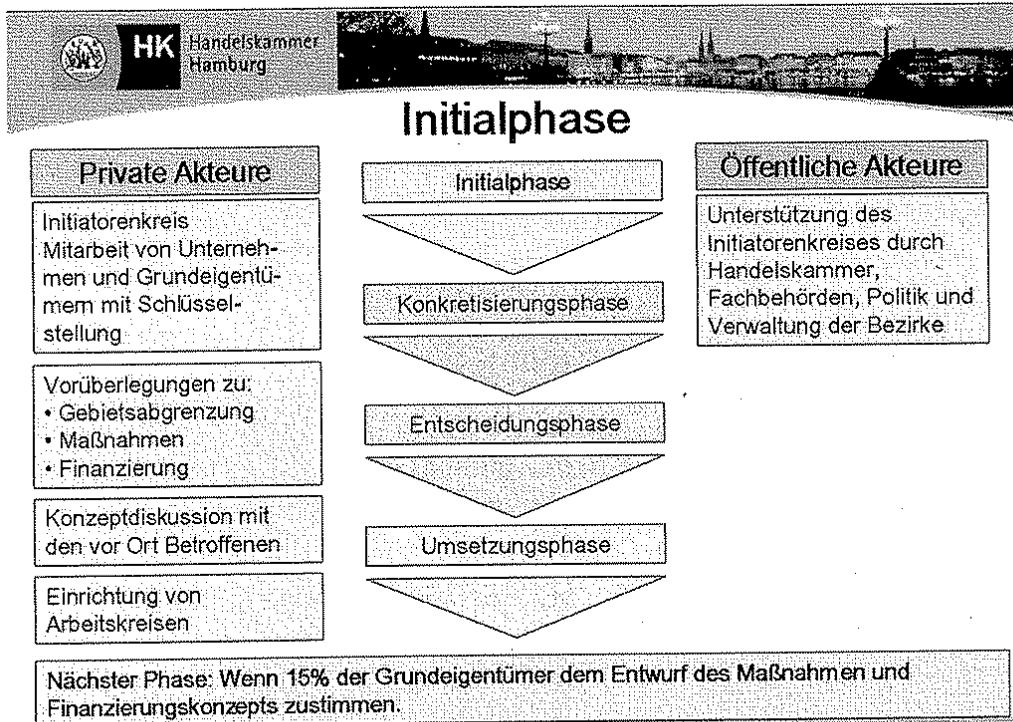 HK Handelskammer
Hamburg
Initialphase
Private Akteure
Initiatorenkreis
Mitarbeit von Unterneh-
men und Grundeigentü-
mern mit Schlüssel-
stellung
Vorüberlegungen zu:
• Gebietsabgrenzung
• Maßnahmen
• Finanzierung
Konzeptdiskussion mit
den vor Ort Betroffenen
Einrichtung von
Arbeitskreisen
Initialphase
Konkretisierungsphase
Entscheidungsphase
Umsetzungsphase
Öffentliche Akteure
Unterstützung des
Initiatorenkreises durch
Handelskammer,
Fachbehörden, Politik und
Verwaltung der Bezirke
Nächster Phase: Wenn 15% der Grundeigentümer dem Entwurf des Maßnahmen und
Finanzierungskonzepts zustimmen.